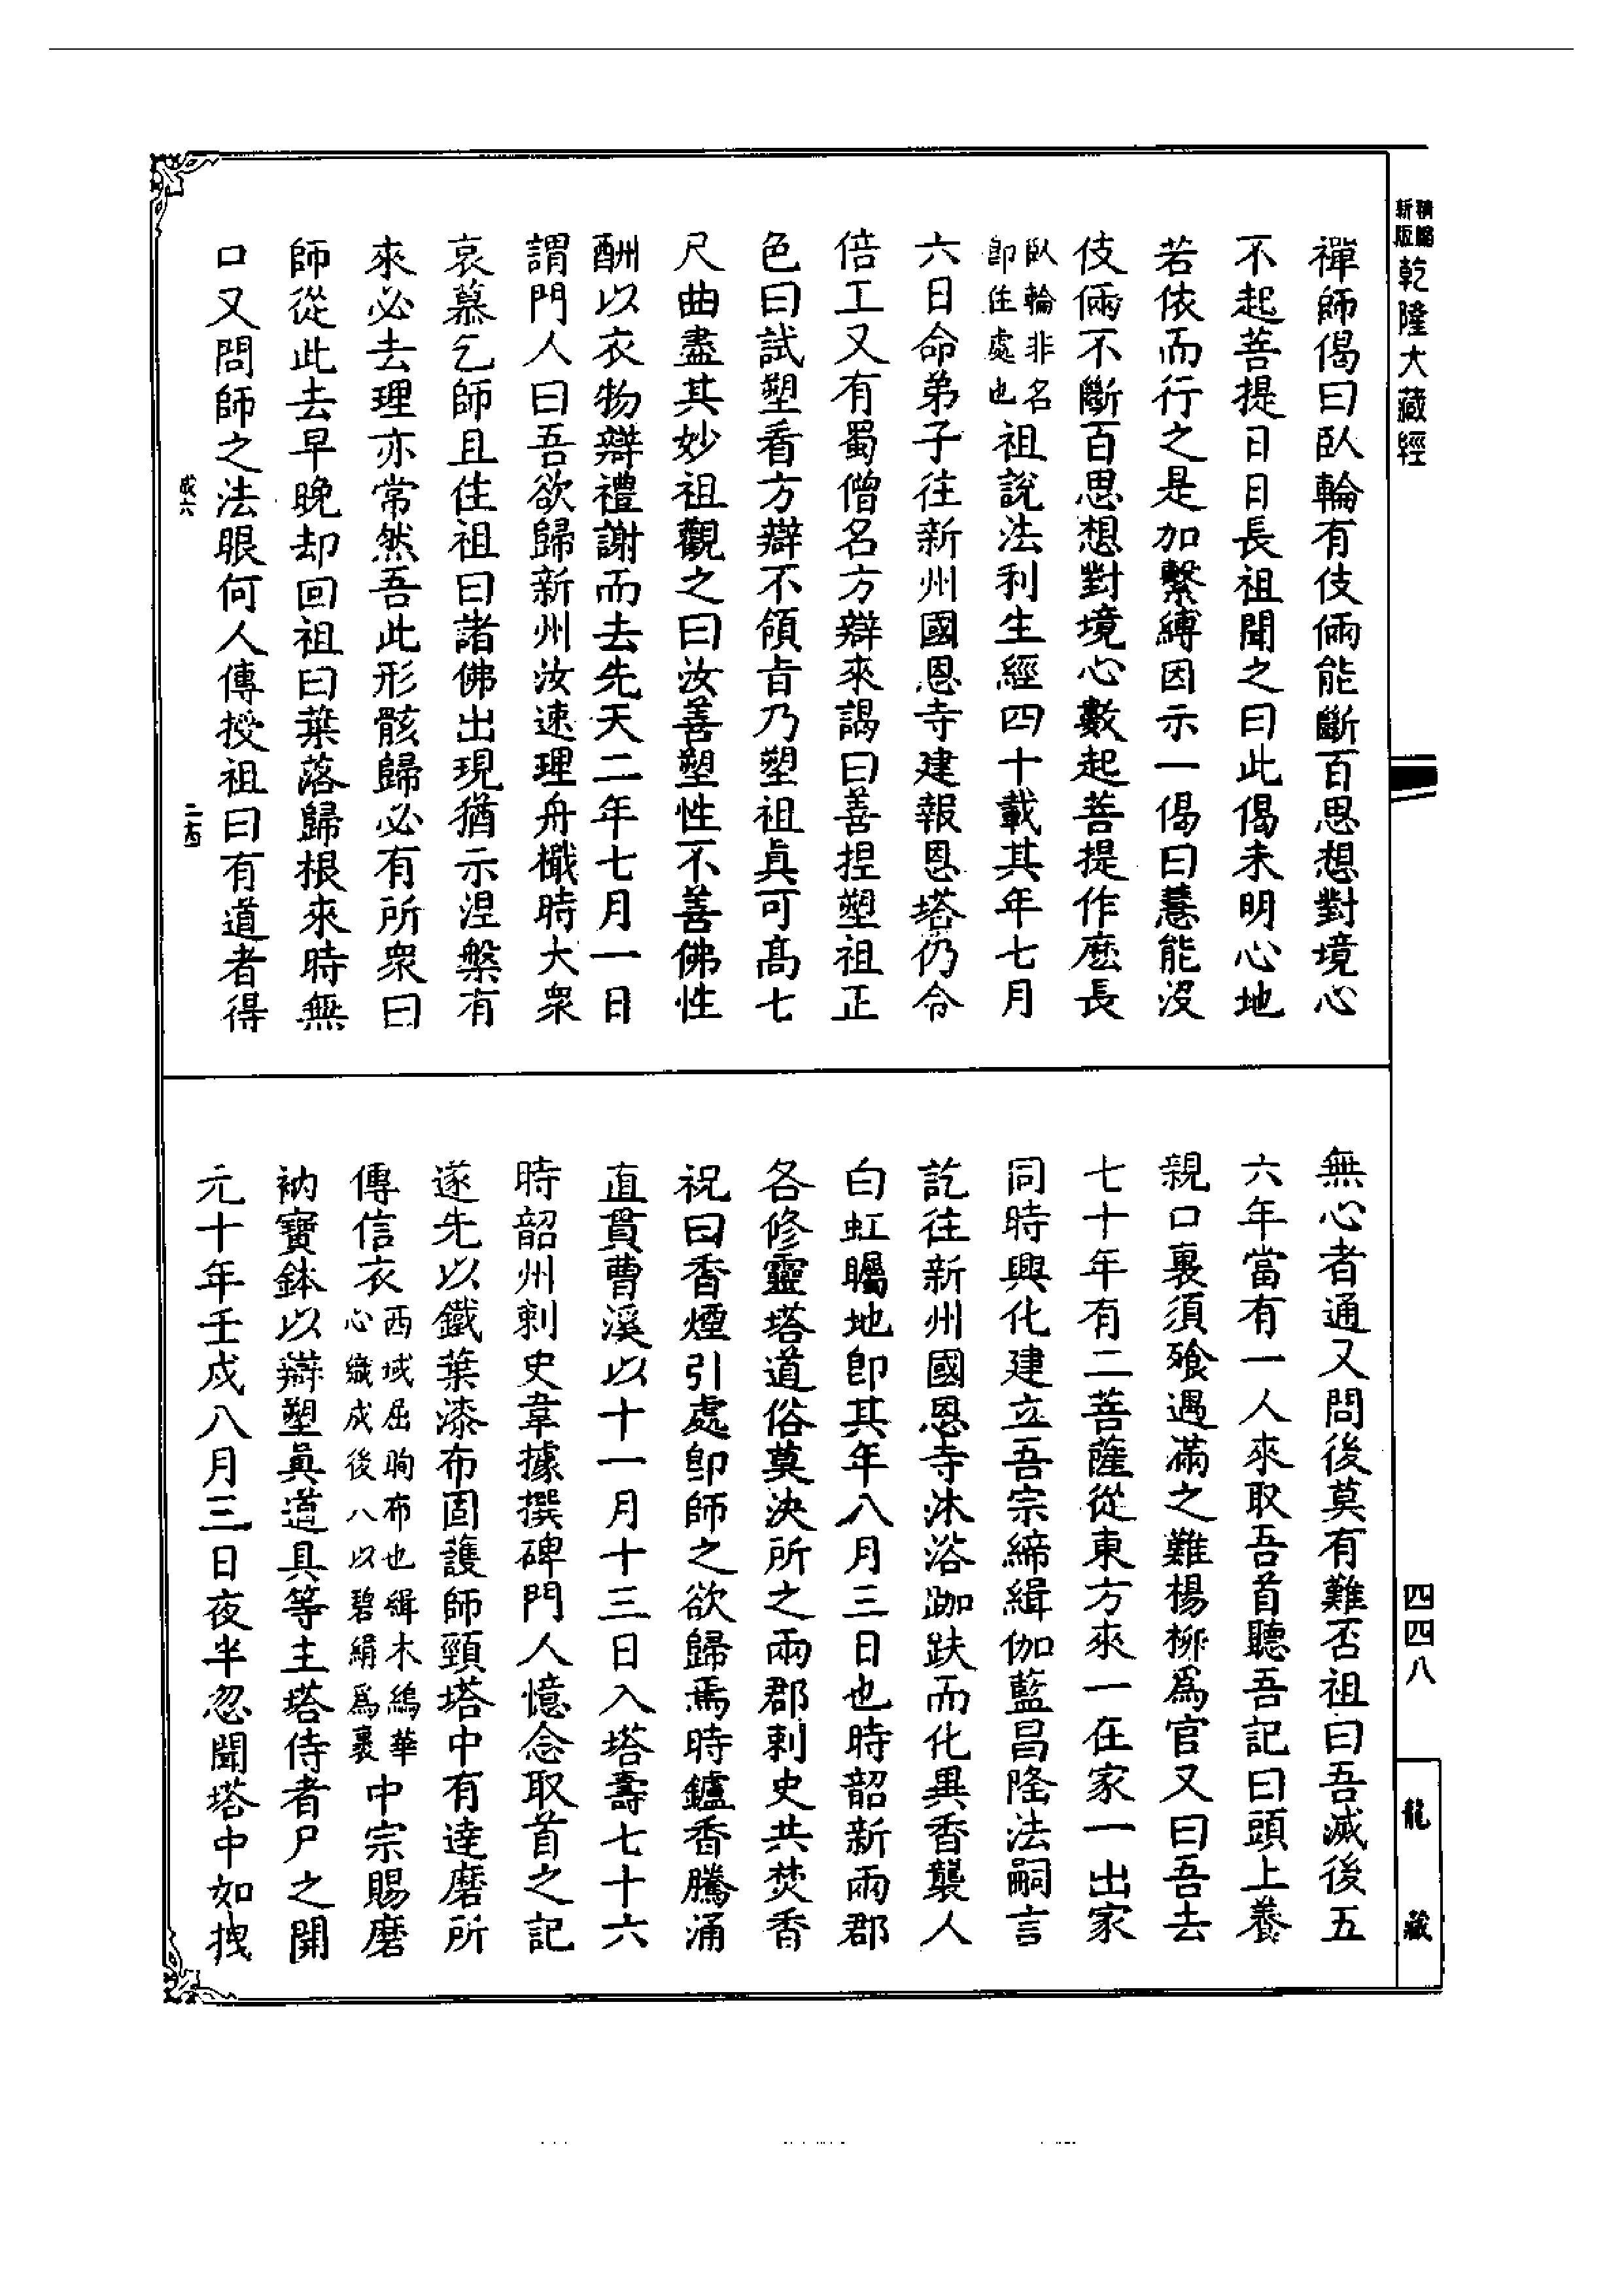 精縮新版乾隆大藏經
禪師偈曰臥輪有伎倆能斷百思想對境心
不起菩提日日長祖聞之曰此偈未明心地
若依而行之是加繫縛因示一偈曰慧能沒
伎倆不斷百思想對境心數起菩提作麼長
臥輪非名即住處也祖說法利生經四十載其年七月
六日命弟子往新州國恩寺建報恩塔仍令
倍工又有蜀僧名方辯來謁曰善捏塑祖正
色曰試塑看方辯不領旨乃塑祖眞可高七
尺曲盡其妙祖觀之曰汝善塑性不善佛性
酬以衣物辯禮謝而去先天二年七月一日
謂門人曰吾欲歸新州汝速理舟檝時大衆
哀慕乞師且住祖曰諸佛出現猶示涅槃有
來必去理亦常然吾此形骸歸必有所衆曰
師從此去早晚却回祖曰葉落歸根來時無
口又問師之法眼何人傳授祖曰有道者得
無心者通又問後莫有難否祖曰吾滅後五
六年當有一人來取吾首聽吾記曰頭上養
親口裏須飱遇滿之難楊栁爲官又曰吾去
七十年有二菩薩從東方來一在家一出家
同時興化建立吾宗締緝伽藍昌隆法嗣言
訖往新州國恩寺沐浴跏趺而化異香襲人
白虹矚地即其年八月三日也時韶新兩郡
各修靈塔道俗莫決所之兩郡刺史共焚香
祝曰香煙引處即師之欲歸焉時鑪香騰涌
直貫曹溪以十一月十三日入塔壽七十六
時韶州刺史韋據撰碑門人憶念取首之記
遂先以鐵葉漆布固護師頸塔中有達磨所
傳信衣西域屈眴布也緝木緜華心織成後人以碧絹爲裏中宗賜磨
衲寶鉢以辯塑眞道具等主塔侍者尸之開
元十年壬戌八月三日夜半忽聞塔中如拽
成六
二四
四四八
龍藏